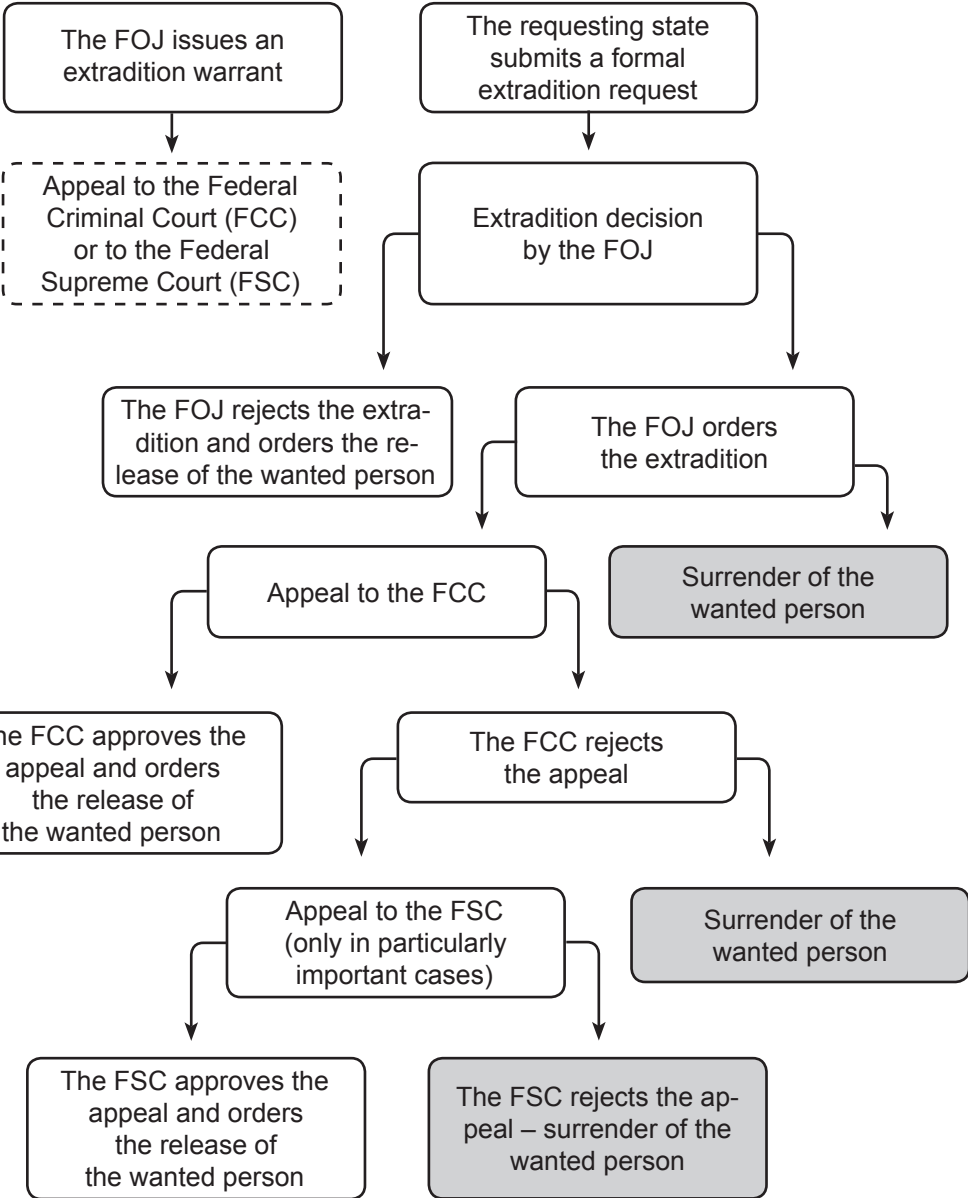 The FOJ issues an
extradition warrant
The requesting state
submits a formal
extradition request
Appeal to the Federal
Criminal Court (FCC)
or to the Federal
Supreme Court (FSC)
Extradition decision
by the FOJ
The FOJ rejects the extra-
dition and orders the re-
lease of the wanted person
The FOJ orders
the extradition
Appeal to the FCC
Surrender of the
wanted person
he FCC approves the
appeal and orders
the release of
the wanted person
The FCC rejects
the appeal
Appeal to the FSC
(only in particularly
important cases)
Surrender of the
wanted person
The FSC approves the
appeal and orders
the release of
the wanted person
The FSC rejects the ap-
peal – surrender of the
wanted person